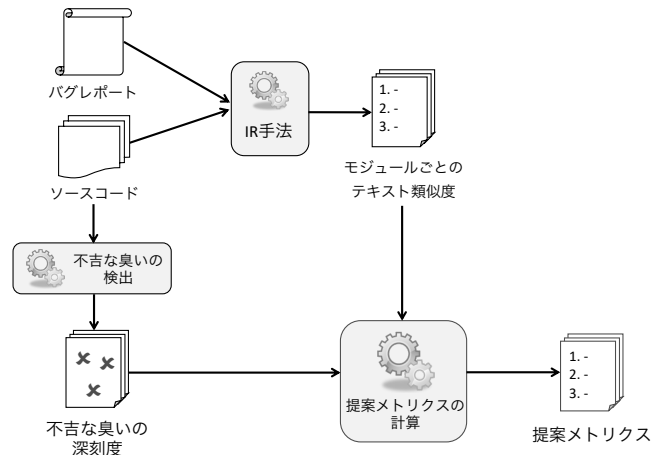 バグレポート
ソースコード
IR手法
1. -
2. -
3. -
モジュールごとの
テキスト類似度
不吉な臭いの
検出
不吉な臭いの
深刻度
提案メトリクスの
計算
1. -
2. -
3. -
提案メトリクス